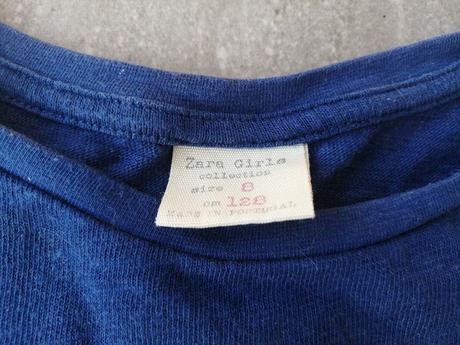 Zara Girls
collection
size 8
cm 128
MADE IN PORTUGAL